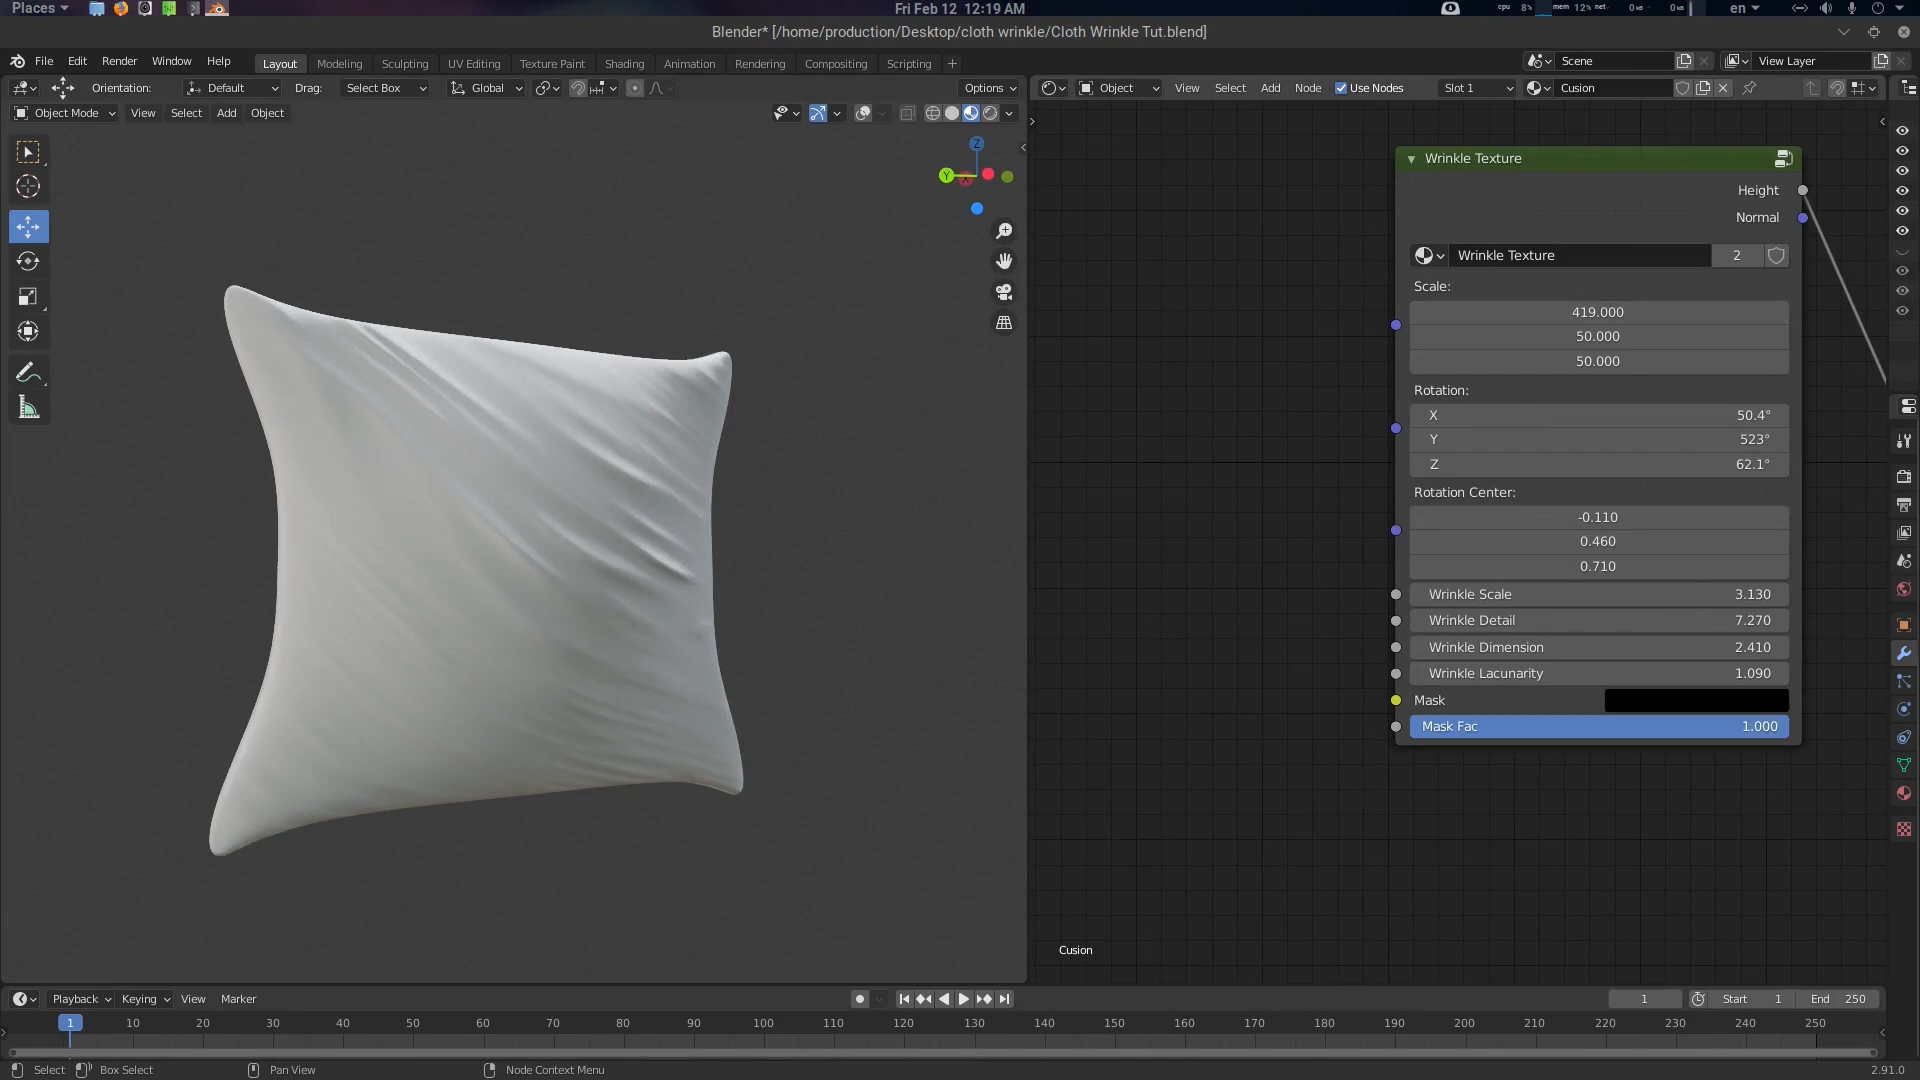 Places Fri Feb 12 12:19 AM cpu 8% mem 12% net 0kB 0kB en
Blender* [/home/production/Desktop/cloth wrinkle/Cloth Wrinkle Tut.blend]
File Edit Render Window Help Layout Modeling Sculpting UV Editing Texture Paint Shading Animation Rendering Compositing Scripting + Scene View Layer
Orientation: Default Drag: Select Box Global Options Object View Select Add Node Use Nodes Slot 1 Cusion
Object Mode View Select Add Object
Z
Y
X
Wrinkle Texture
Height
Normal
Wrinkle Texture 2
Scale:
419.000
50.000
50.000
Rotation:
X 50.4°
Y 523°
Z 62.1°
Rotation Center:
-0.110
0.460
0.710
Wrinkle Scale 3.130
Wrinkle Detail 7.270
Wrinkle Dimension 2.410
Wrinkle Lacunarity 1.090
Mask
Mask Fac 1.000
Cusion
Playback Keying View Marker 1 Start 1 End 250
1 10 20 30 40 50 60 70 80 90 100 110 120 130 140 150 160 170 180 190 200 210 220 230 240 250
Select Box Select Pan View Node Context Menu 2.91.0